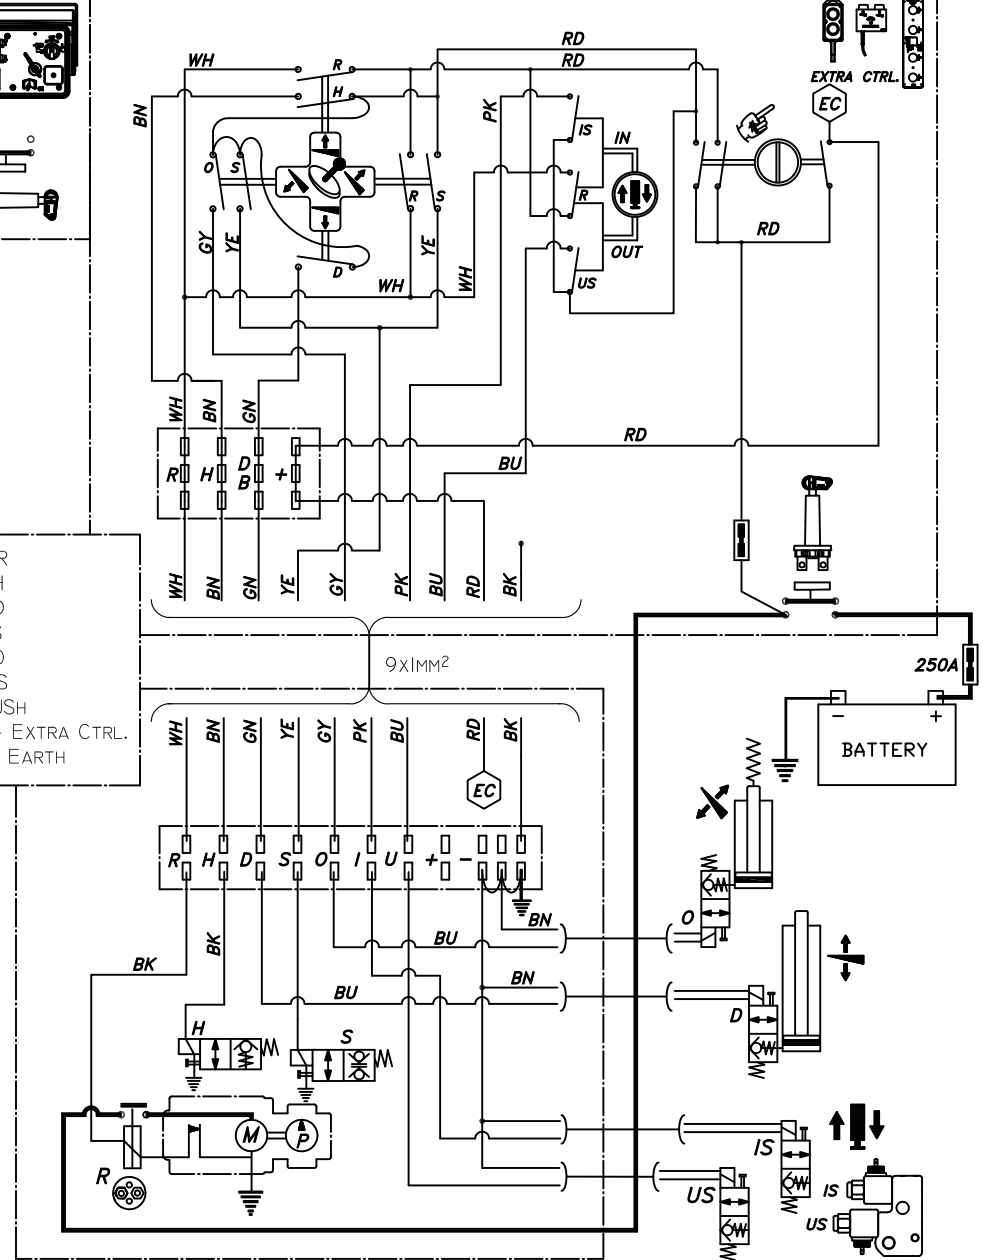 RD
WH
R
RD
EXTRA CTRL.
H
BN
PK
EC
IS
IN
O
S
R
S
R
GY
YE
YE
RD
OUT
D
WH
WH
US
WH
BN
GN
RD
R
H
D
B
+
BU
WH
BN
GN
YE
GY
PK
BU
RD
BK
R
H
D
S
D
S
USH
- EXTRA CTRL.
EARTH
9x1MM²
250A
- +
BATTERY
WH
BN
GN
YE
GY
PK
BU
RD
BK
EC
R
H
D
S
O
I
U
+
-
O
BN
BU
BK
BK
BN
BU
D
H
S
M
P
R
IS
US
IS
US